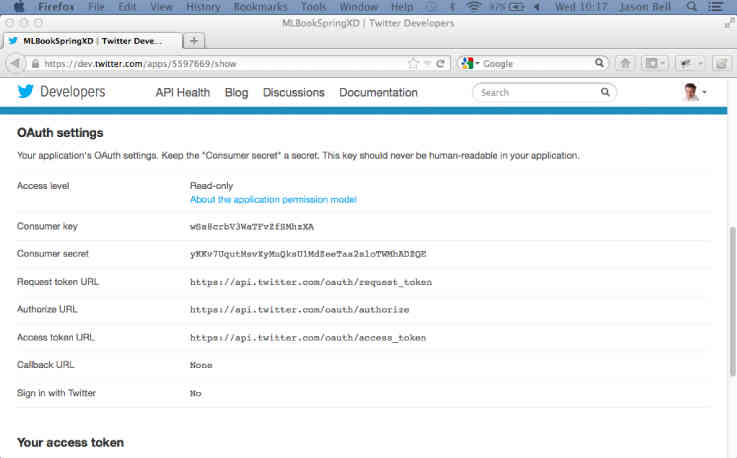 Firefox File Edit View History Bookmarks Tools Window Help 97% Wed 10:17 Jason Bell
MLBookSpringXD | Twitter Developers
MLBookSpringXD | Twitter Deve...
https://dev.twitter.com/apps/5597669/show
Google
Developers API Health Blog Discussions Documentation Search
OAuth settings
Your application's OAuth settings. Keep the "Consumer secret" a secret. This key should never be human-readable in your application.
Access level Read-only
About the application permission model
Consumer key
Consumer secret
Request token URL https://api.twitter.com/oauth/request_token
Authorize URL https://api.twitter.com/oauth/authorize
Access token URL https://api.twitter.com/oauth/access_token
Callback URL None
Sign in with Twitter No
Your access token